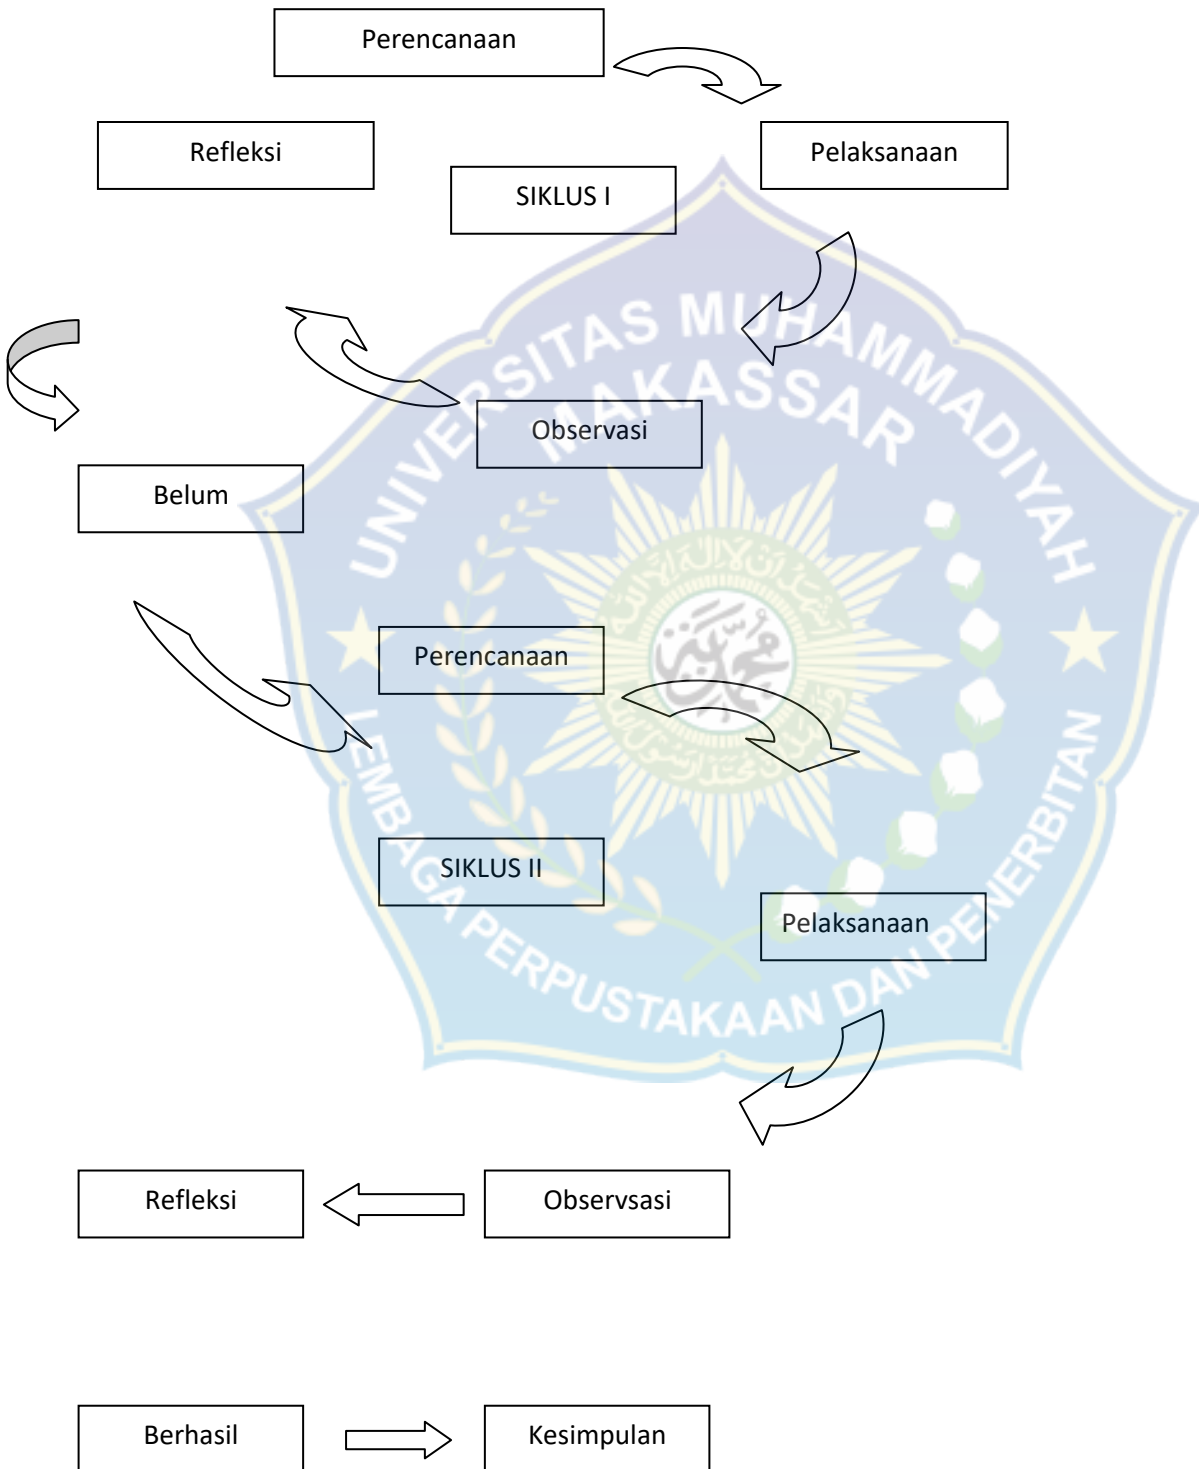 Perencanaan
Refleksi
Pelaksanaan
SIKLUS I
UNIVERSITAS MUHAMMADIYAH
MAKASSAR
Observasi
Belum
Perencanaan
SIKLUS II
Pelaksanaan
LEMBAGA PERPUSTAKAAN DAN PENERBITAN
Refleksi
Observsasi
Berhasil
Kesimpulan